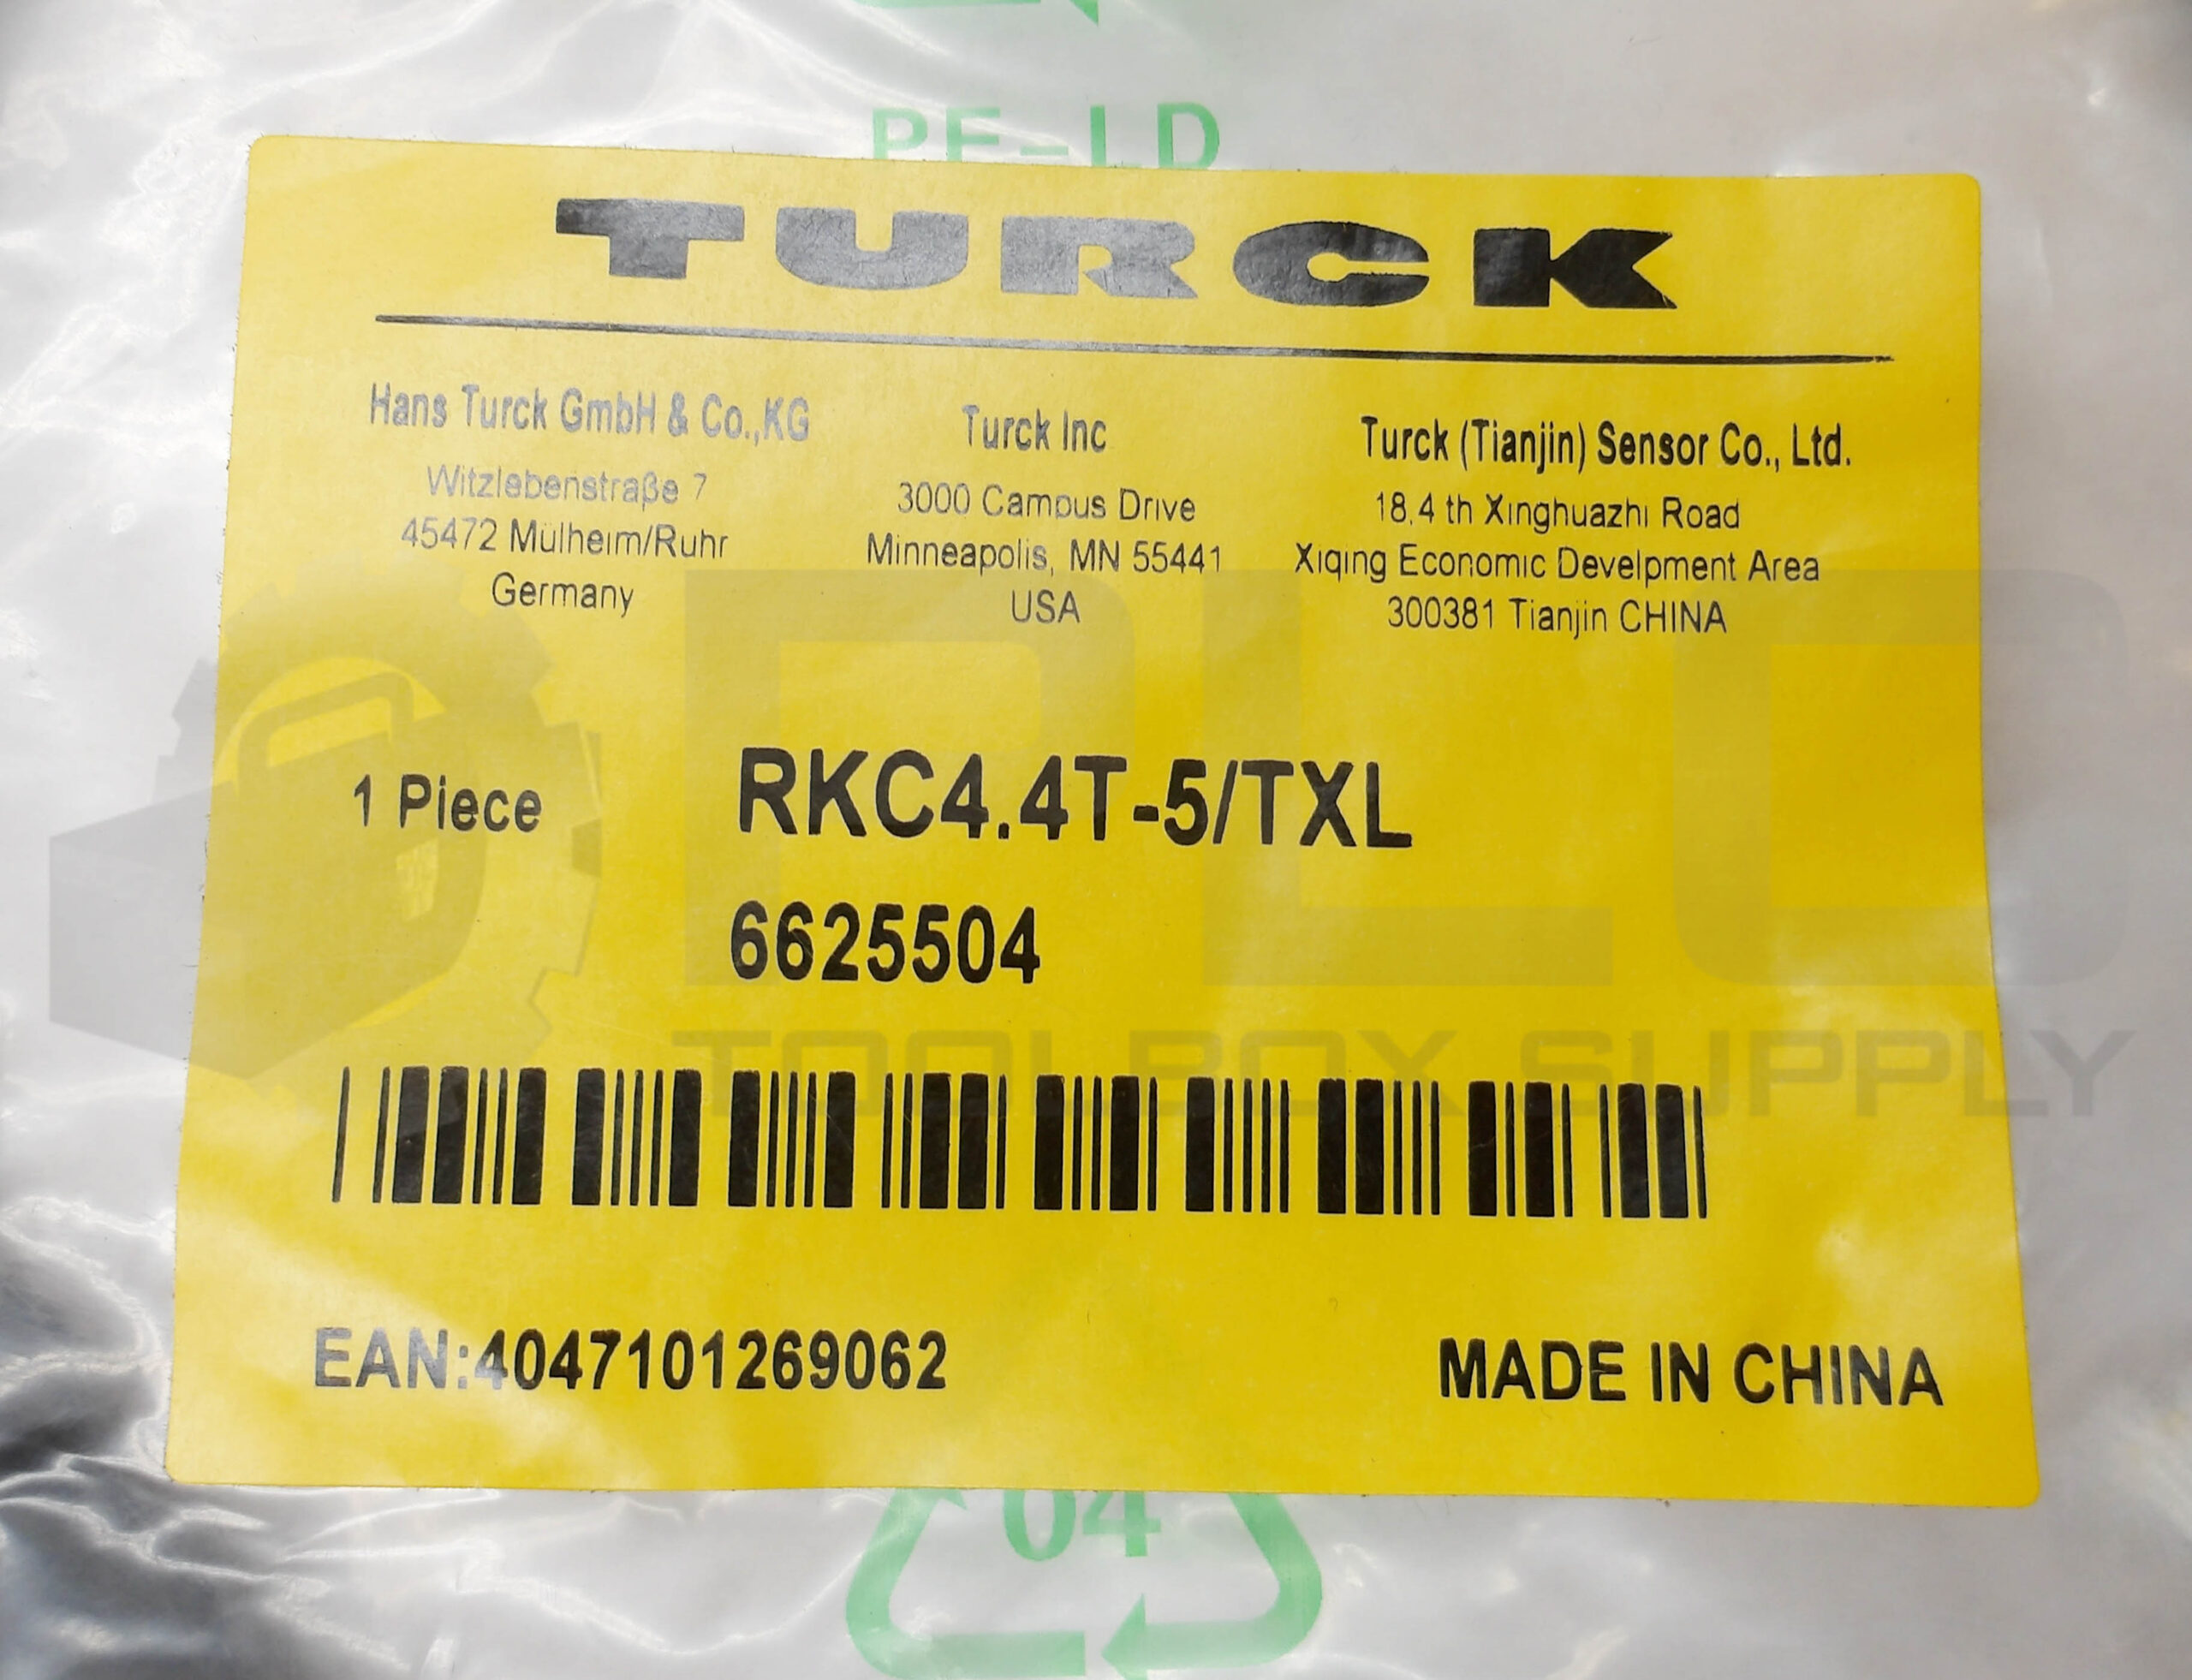 PE-LD
TURCK
Hans Turck GmbH & Co.,KG
Witzlebenstraße 7
45472 Mülheim/Ruhr
Germany
Turck Inc
3000 Campus Drive
Minneapolis, MN 55441
USA
Turck (Tianjin) Sensor Co., Ltd.
18,4 th Xinghuazhi Road
Xiqing Economic Develpment Area
300381 Tianjin CHINA
1 Piece
RKC4.4T-5/TXL
6625504
PLC
TOOLBOX SUPPLY
EAN:4047101269062
MADE IN CHINA
04